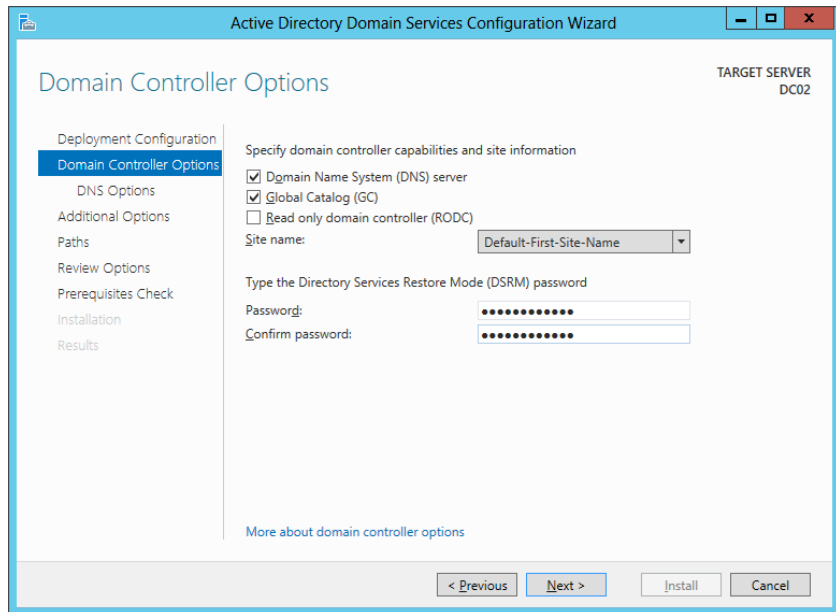 Active Directory Domain Services Configuration Wizard
Domain Controller Options
TARGET SERVER
DC02
Deployment Configuration
Domain Controller Options
DNS Options
Additional Options
Paths
Review Options
Prerequisites Check
Installation
Results
Specify domain controller capabilities and site information
Domain Name System (DNS) server
Global Catalog (GC)
Read only domain controller (RODC)
Site name: Default-First-Site-Name
Type the Directory Services Restore Mode (DSRM) password
Password: ●●●●●●●●●●●●
Confirm password: ●●●●●●●●●●●●
More about domain controller options
< Previous Next > Install Cancel